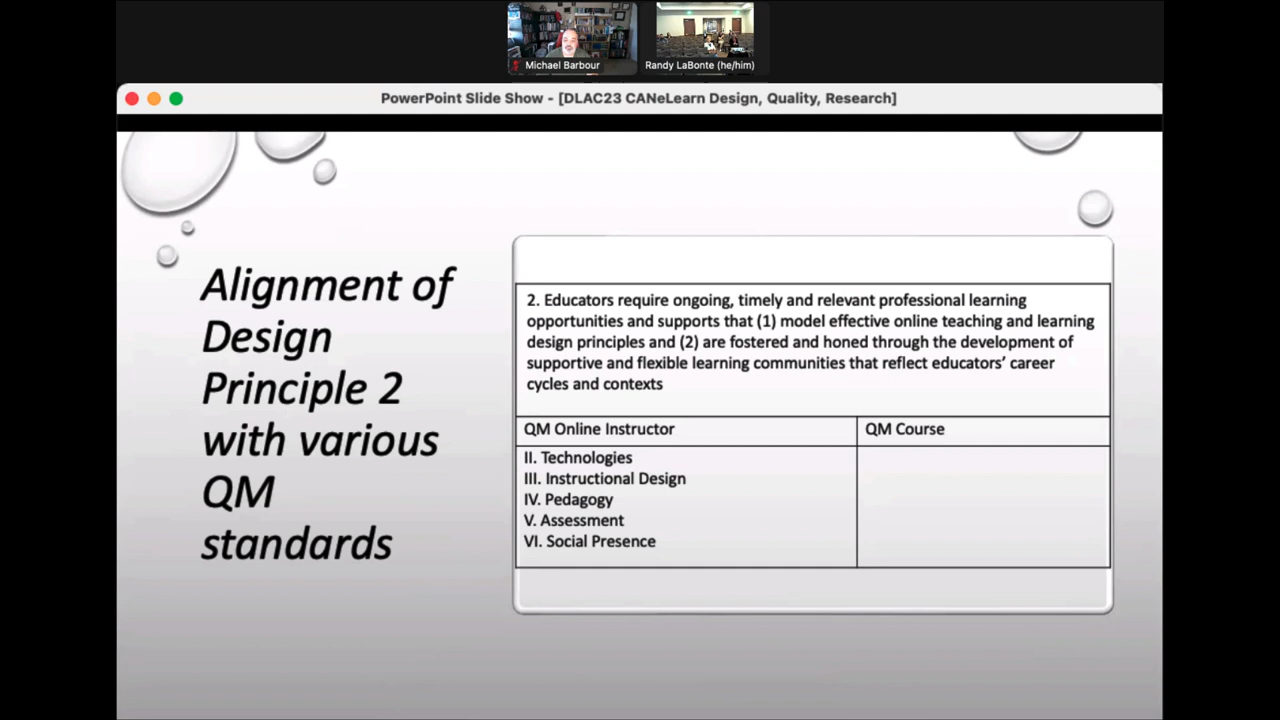 Michael Barbour
Randy LaBonte (he/him)
PowerPoint Slide Show - [DLAC23 CANeLearn Design, Quality, Research]
Alignment of
Design
Principle 2
with various
QM
standards
2. Educators require ongoing, timely and relevant professional learning
opportunities and supports that (1) model effective online teaching and learning
design principles and (2) are fostered and honed through the development of
supportive and flexible learning communities that reflect educators’ career
cycles and contexts
QM Online Instructor
QM Course
II. Technologies
III. Instructional Design
IV. Pedagogy
V. Assessment
VI. Social Presence